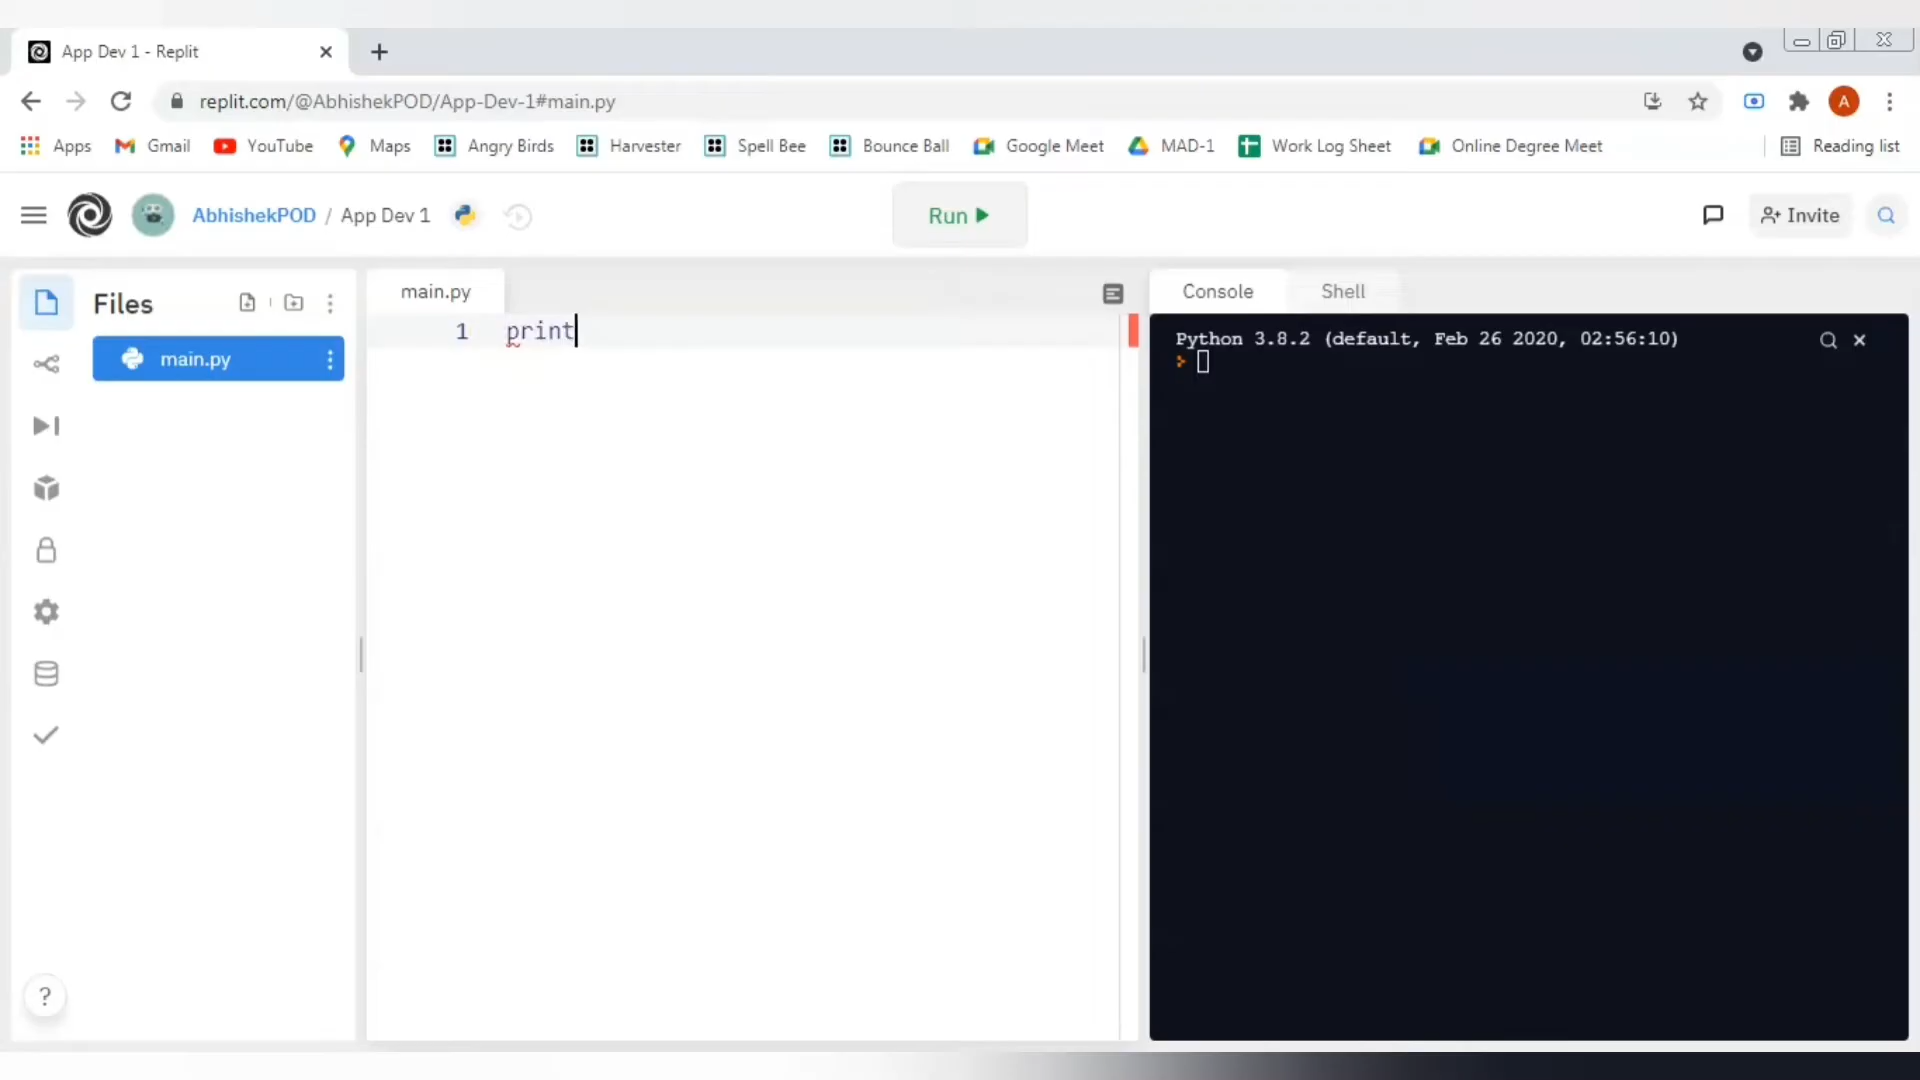 App Dev 1 - Replit
replit.com/@AbhishekPOD/App-Dev-1#main.py
A
Apps Gmail YouTube Maps Angry Birds Harvester Spell Bee Bounce Ball Google Meet MAD-1 Work Log Sheet Online Degree Meet Reading list
AbhishekPOD / App Dev 1
Run
Invite
Files
main.py
main.py
1 print
Console Shell
Python 3.8.2 (default, Feb 26 2020, 02:56:10)
?